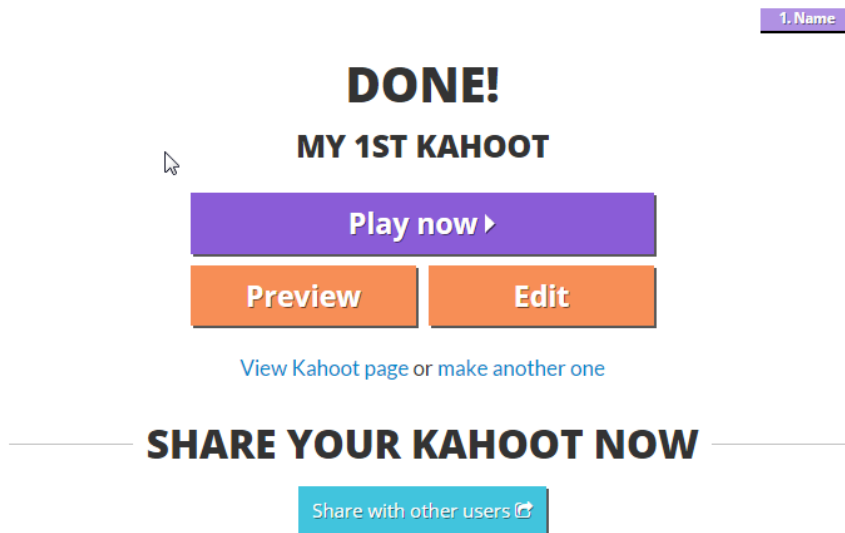 1. Name
DONE!
MY 1ST KAHOOT
Play now
Preview Edit
View Kahoot page or make another one
SHARE YOUR KAHOOT NOW
Share with other users